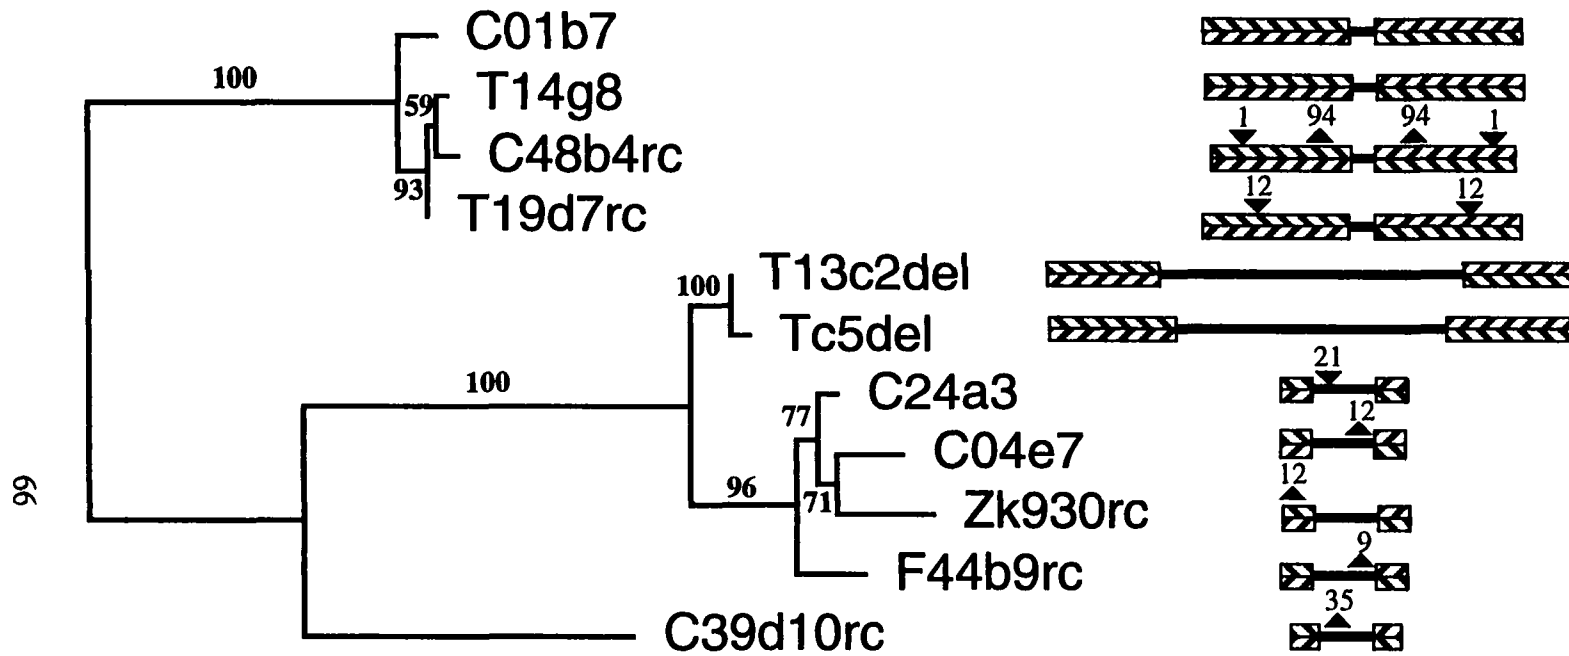 C01b7
100
T14g8
59
1 94 94 1
C48b4rc
93
12 12
T19d7rc
T13c2del
100
Tc5del
21
100
C24a3
77
12
C04e7
12
99
96
71
Zk930rc
9
F44b9rc
35
C39d10rc